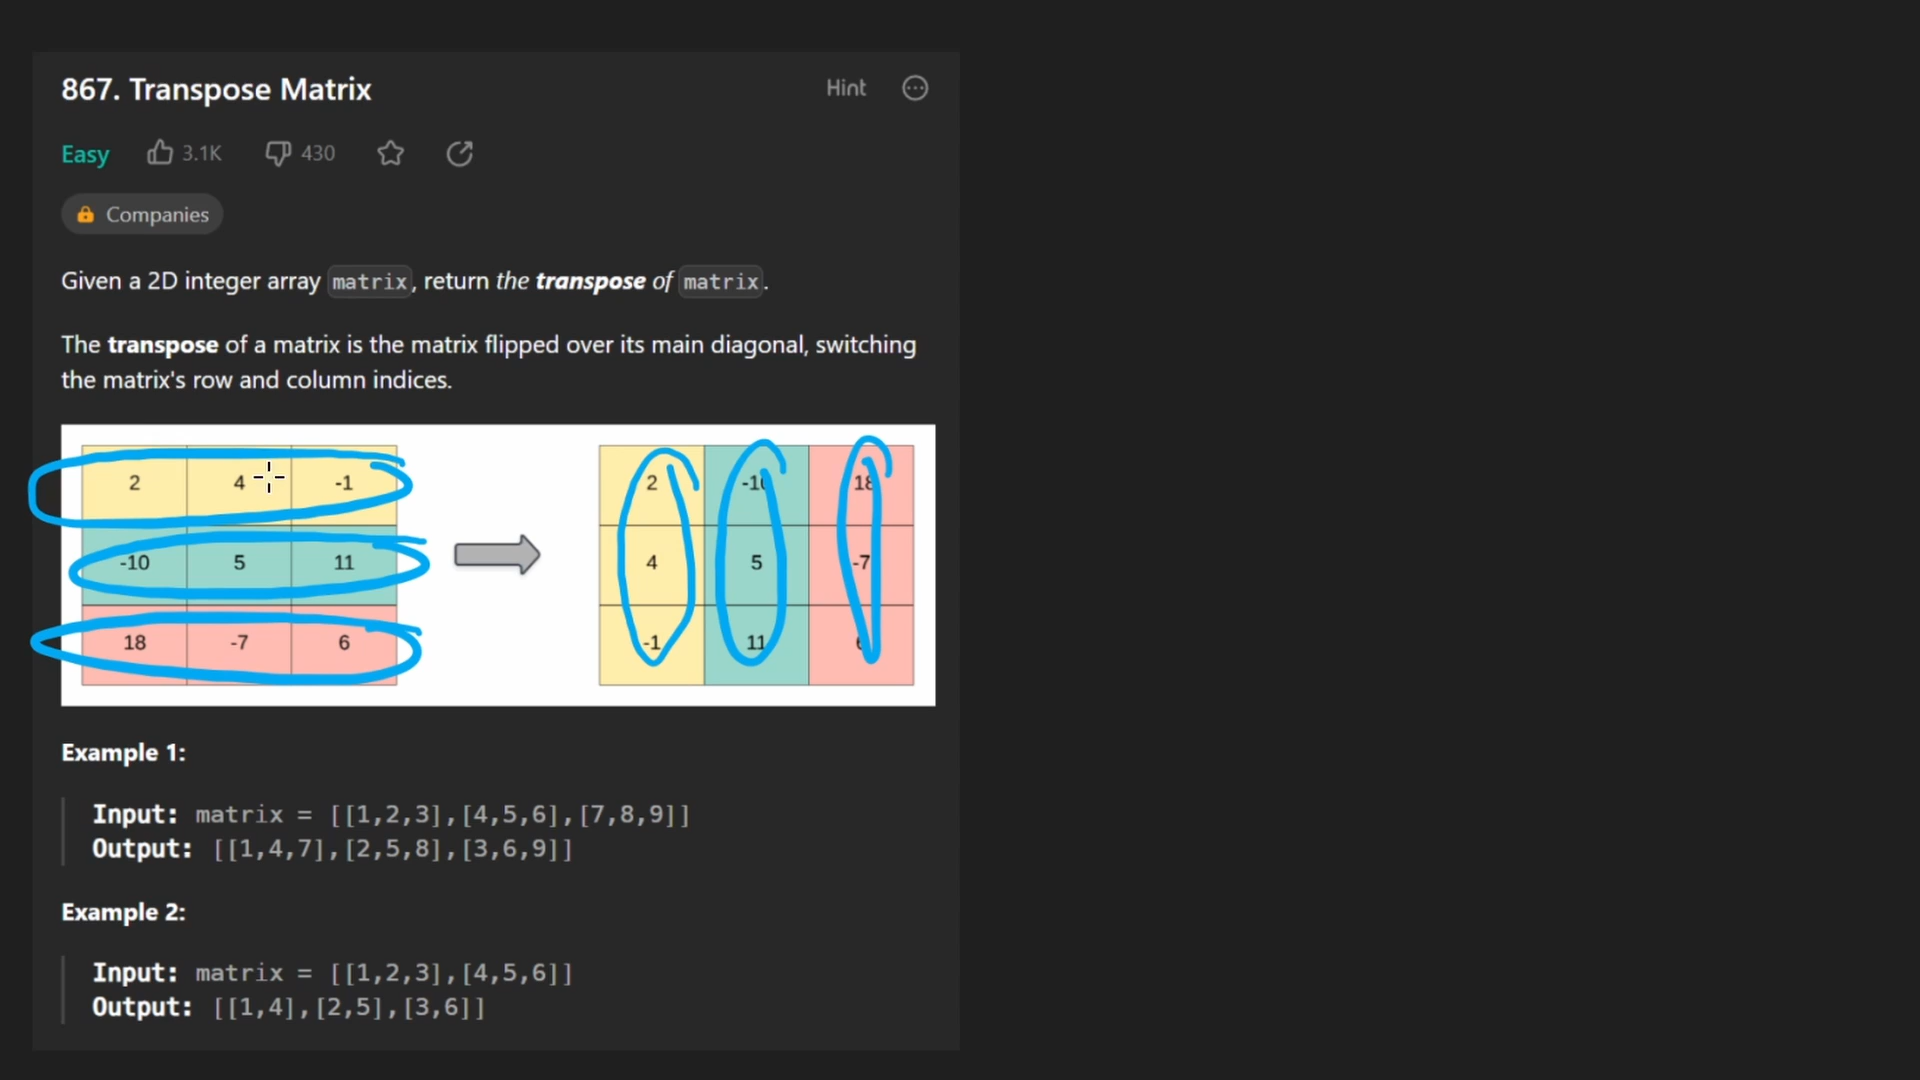 867. Transpose Matrix
Hint
Easy 3.1K 430
Companies
Given a 2D integer array matrix, return the transpose of matrix.
The transpose of a matrix is the matrix flipped over its main diagonal, switching
the matrix's row and column indices.
2 4 -1 2 -10 18
-10 5 11 4 5 -7
18 -7 6 -1 11 6
Example 1:
Input: matrix = [[1,2,3],[4,5,6],[7,8,9]]
Output: [[1,4,7],[2,5,8],[3,6,9]]
Example 2:
Input: matrix = [[1,2,3],[4,5,6]]
Output: [[1,4],[2,5],[3,6]]